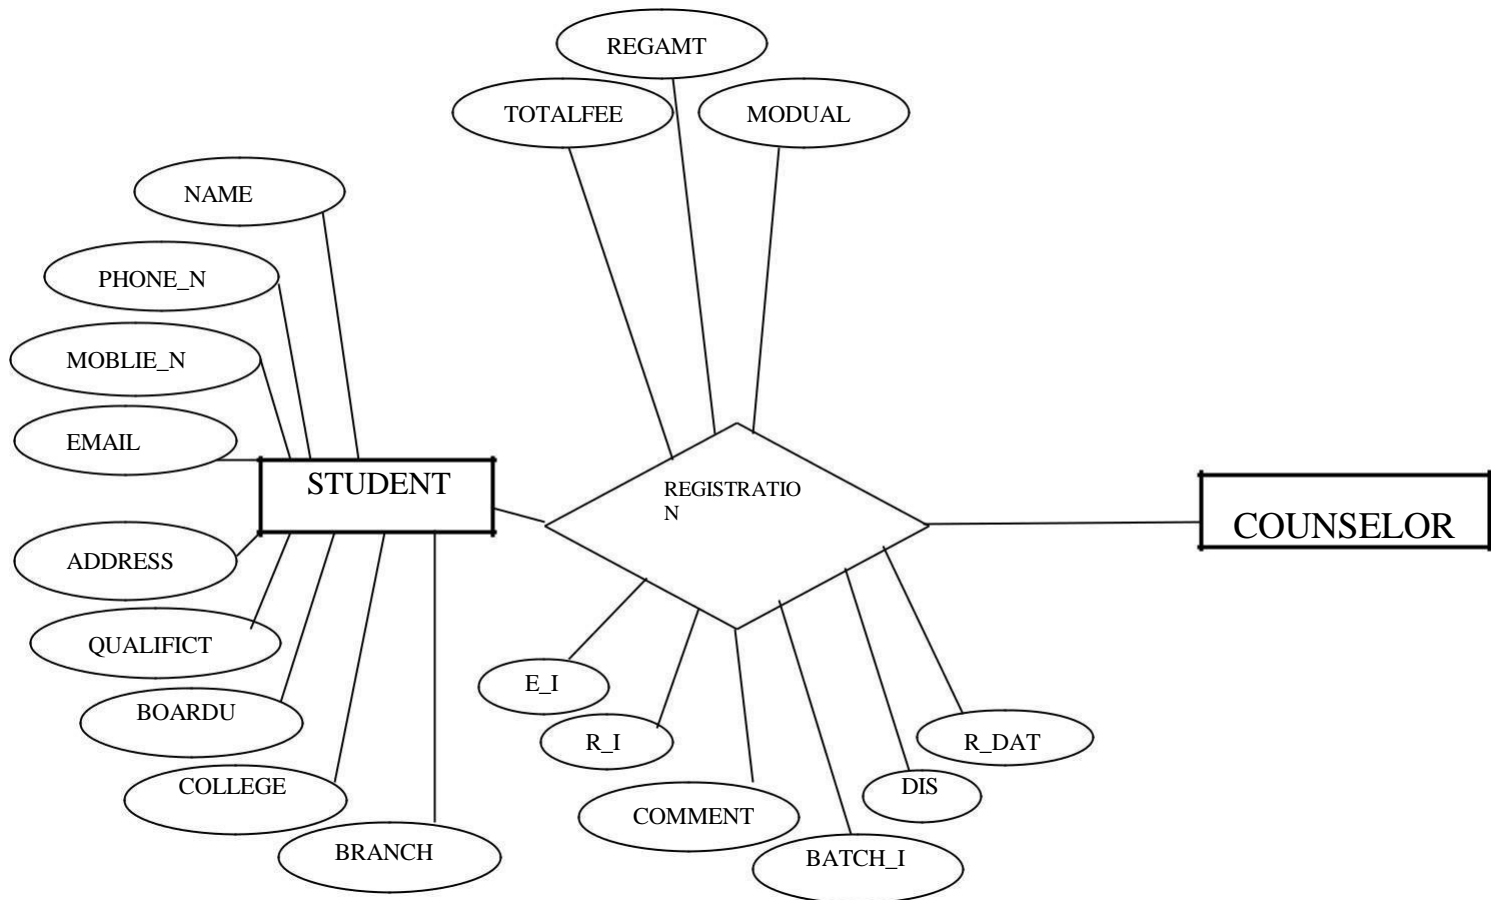 REGAMT
TOTALFEE
MODUAL
NAME
PHONE_N
MOBLIE_N
EMAIL
STUDENT
ADDRESS
QUALIFICT
BOARDU
COLLEGE
BRANCH
REGISTRATIO
N
E_I
R_I
COMMENT
BATCH_I
DIS
R_DAT
COUNSELOR